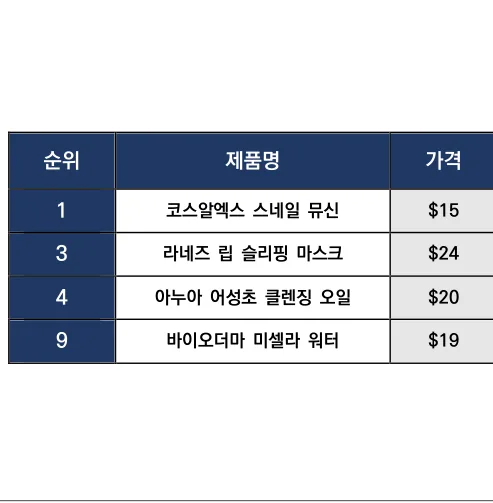 순위 제품명 가격
1 코스알엑스 스네일 뮤신 $15
3 라네즈 립 슬리핑 마스크 $24
4 아누아 어성초 클렌징 오일 $20
9 바이오더마 미셀라 워터 $19